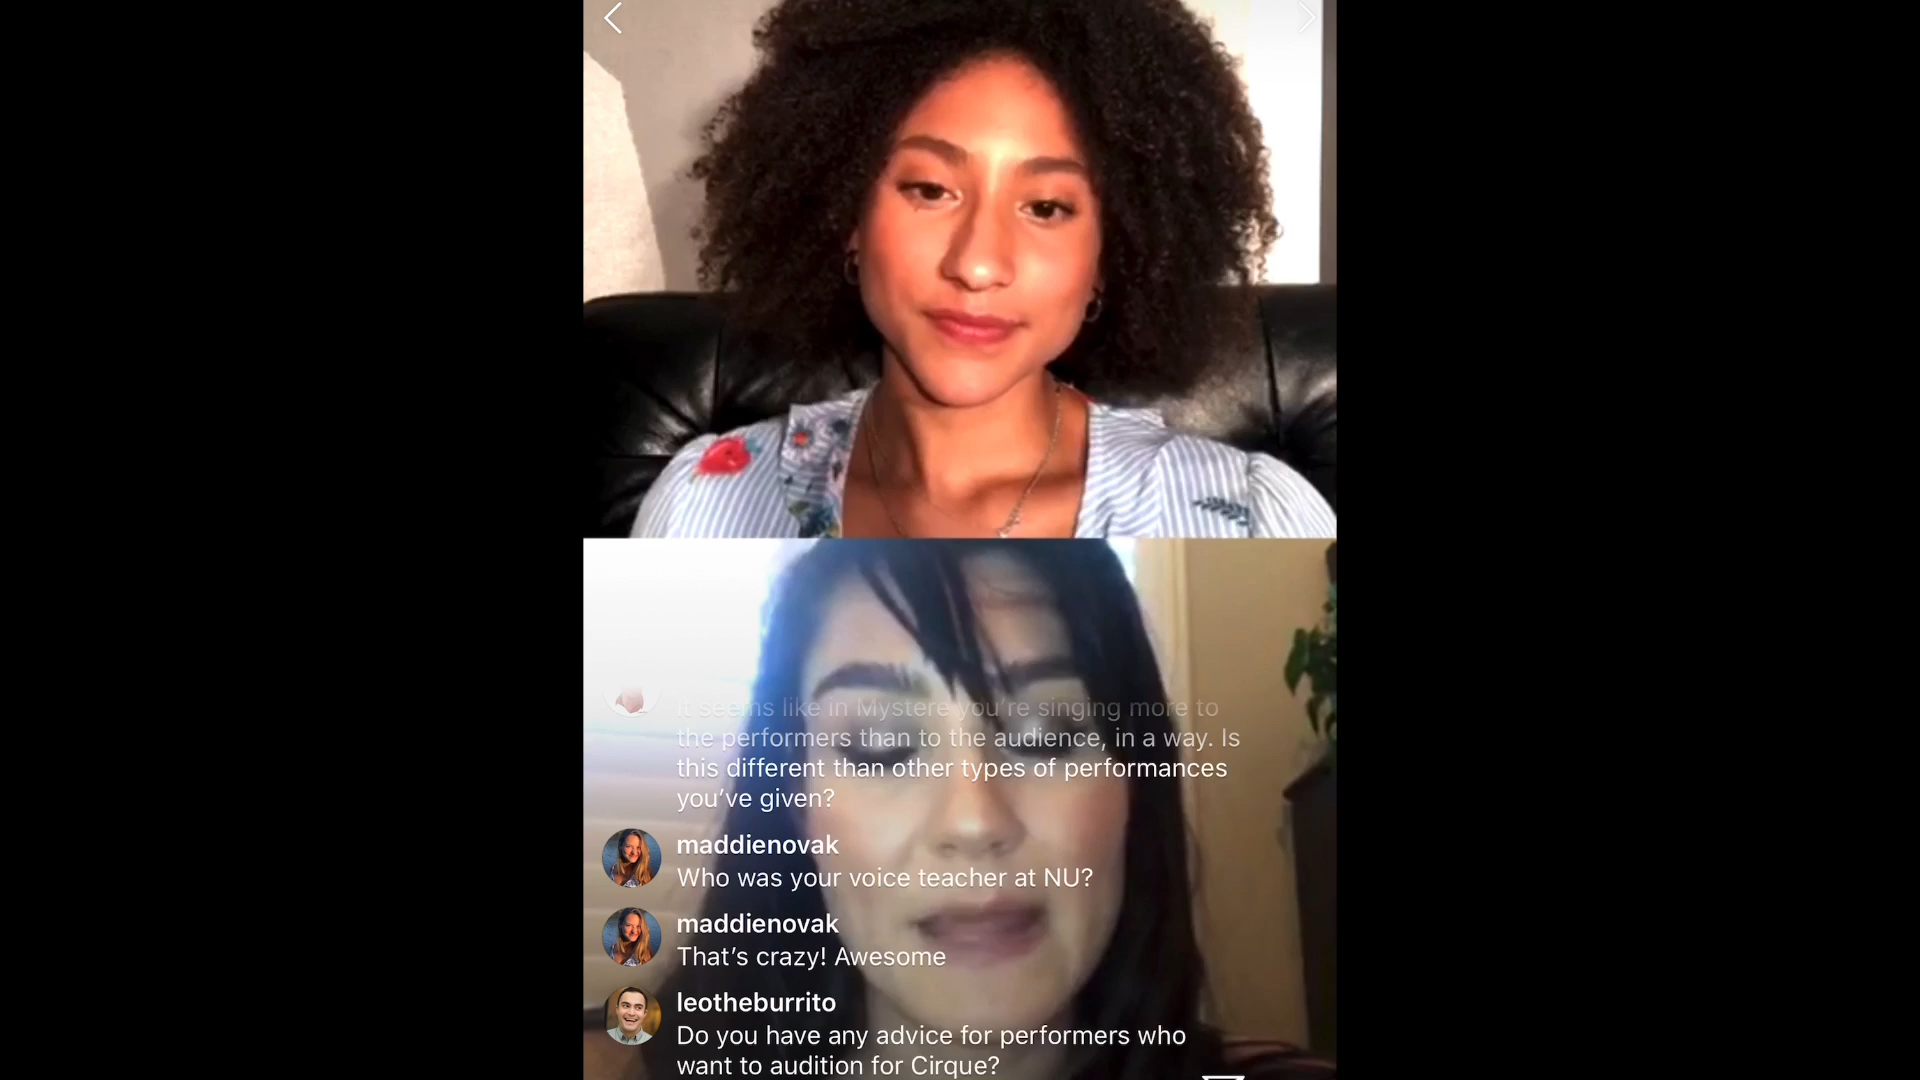 It seems like in Mystere you’re singing more to
the performers than to the audience, in a way. Is
this different than other types of performances
you’ve given?
maddienovak
Who was your voice teacher at NU?
maddienovak
That’s crazy! Awesome
leotheburrito
Do you have any advice for performers who
want to audition for Cirque?